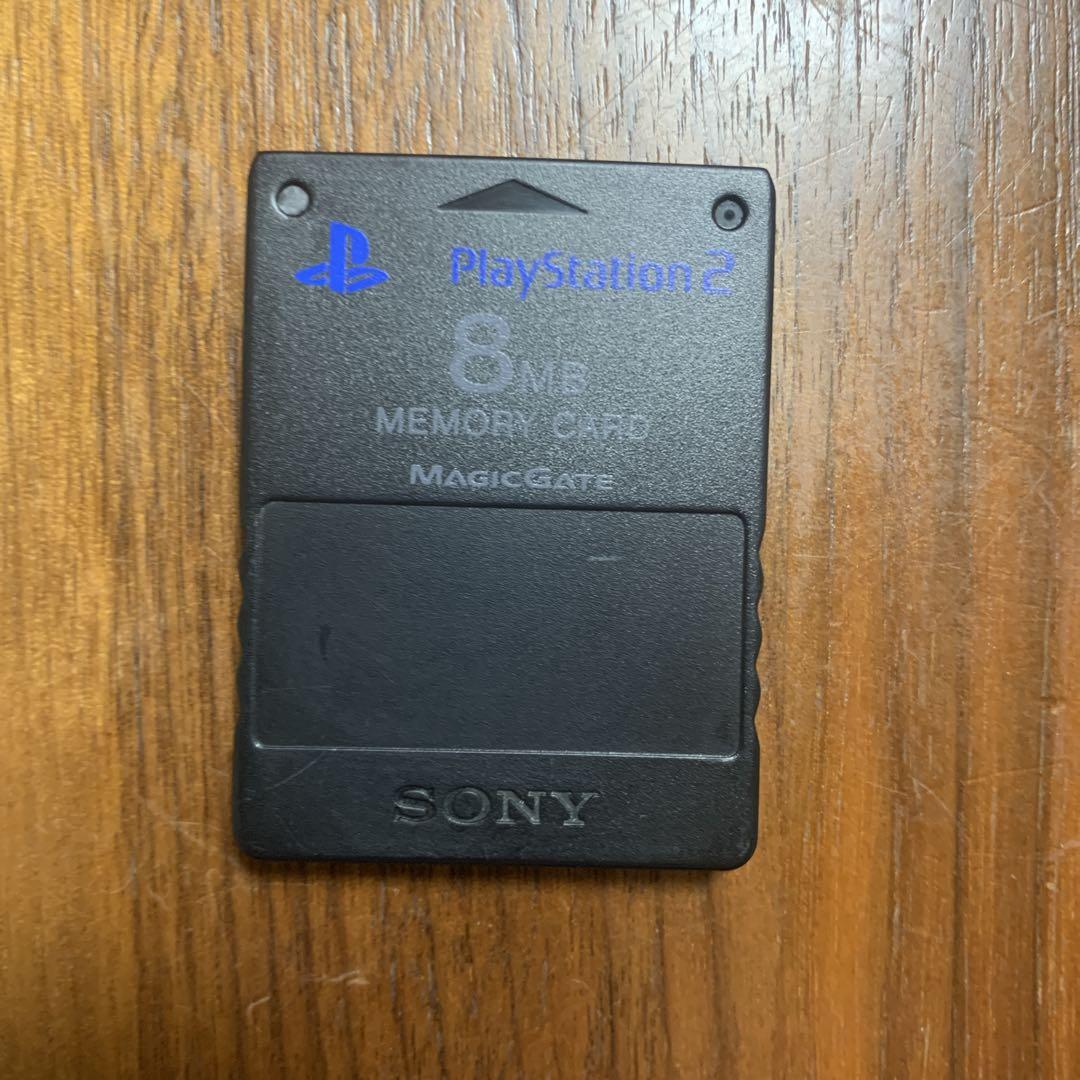 PlayStation 2
8MB
MEMORY CARD
MAGICGATE
SONY